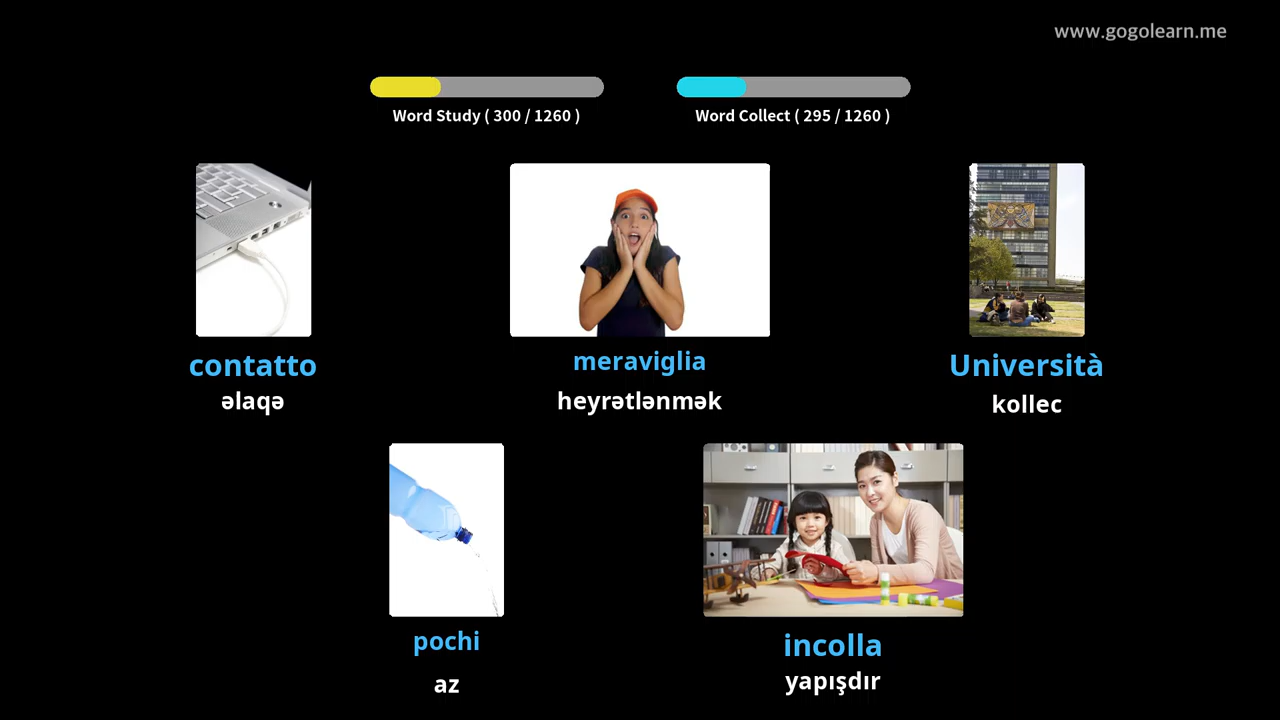 www.gogolearn.me
Word Study ( 300 / 1260 )
Word Collect ( 295 / 1260 )
contatto
əlaqə
meraviglia
heyrətlənmək
Università
kollec
pochi
az
incolla
yapışdır